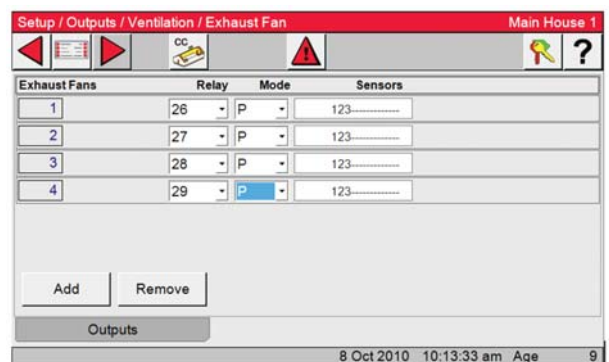 Setup / Outputs / Ventilation / Exhaust Fan Main House 1
CC
?
Exhaust Fans Relay Mode Sensors
1 26 P 123-------------
2 27 P 123-------------
3 28 P 123-------------
4 29 P 123-------------
Add Remove
Outputs
8 Oct 2010 10:13:33 am Age 9